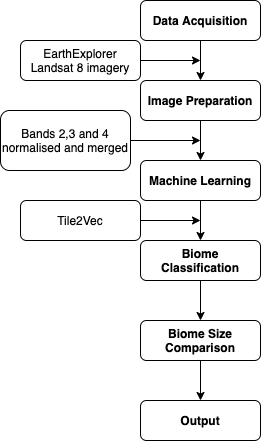 Data Acquisition
EarthExplorer
Landsat 8 imagery
Image Preparation
Bands 2,3 and 4
normalised and merged
Machine Learning
Tile2Vec
Biome
Classification
Biome Size
Comparison
Output